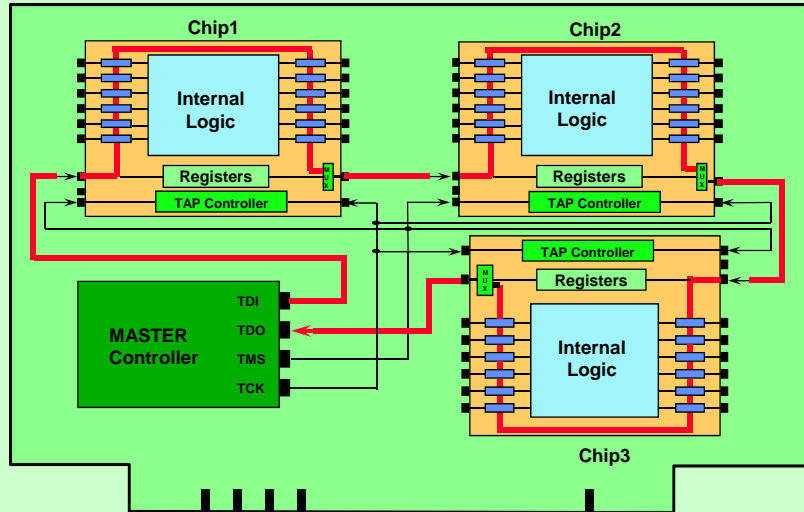 Chip1
Chip2
Internal
Logic
Internal
Logic
Registers
MUX
Registers
MUX
TAP Controller
TAP Controller
TAP Controller
MUX
Registers
TDI
TDO
MASTER
Controller
TMS
TCK
Internal
Logic
Chip3